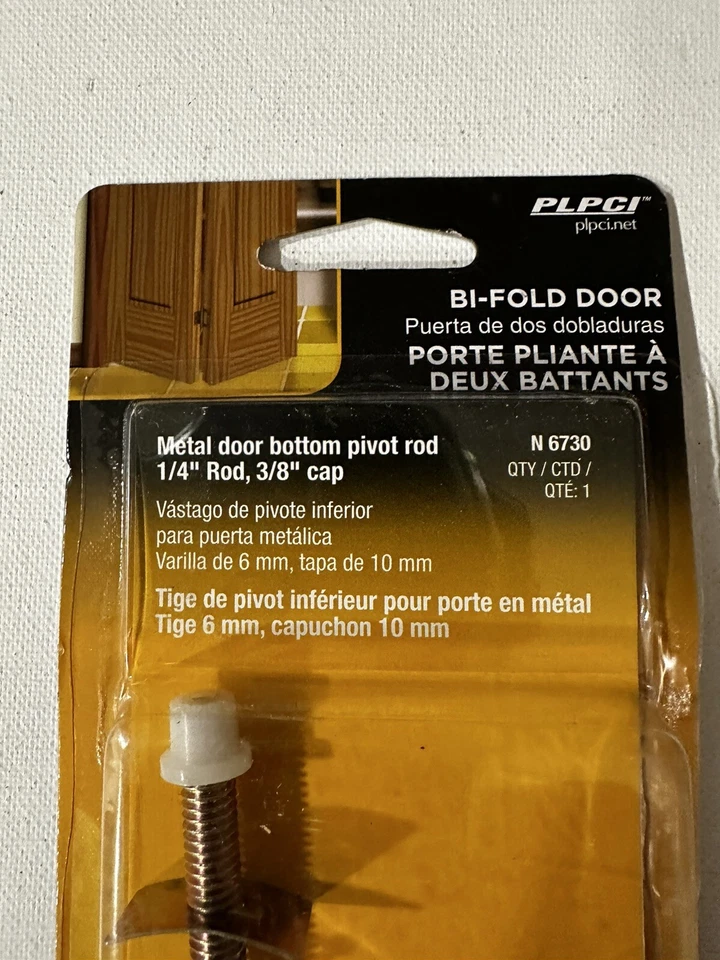 PLPCI™
plpci.net
BI-FOLD DOOR
Puerta de dos dobladuras
PORTE PLIANTE À
DEUX BATTANTS
Metal door bottom pivot rod
1/4" Rod, 3/8" cap
N 6730
QTY / CTD /
QTÉ: 1
Vástago de pivote inferior
para puerta metálica
Varilla de 6 mm, tapa de 10 mm
Tige de pivot inférieur pour porte en métal
Tige 6 mm, capuchon 10 mm